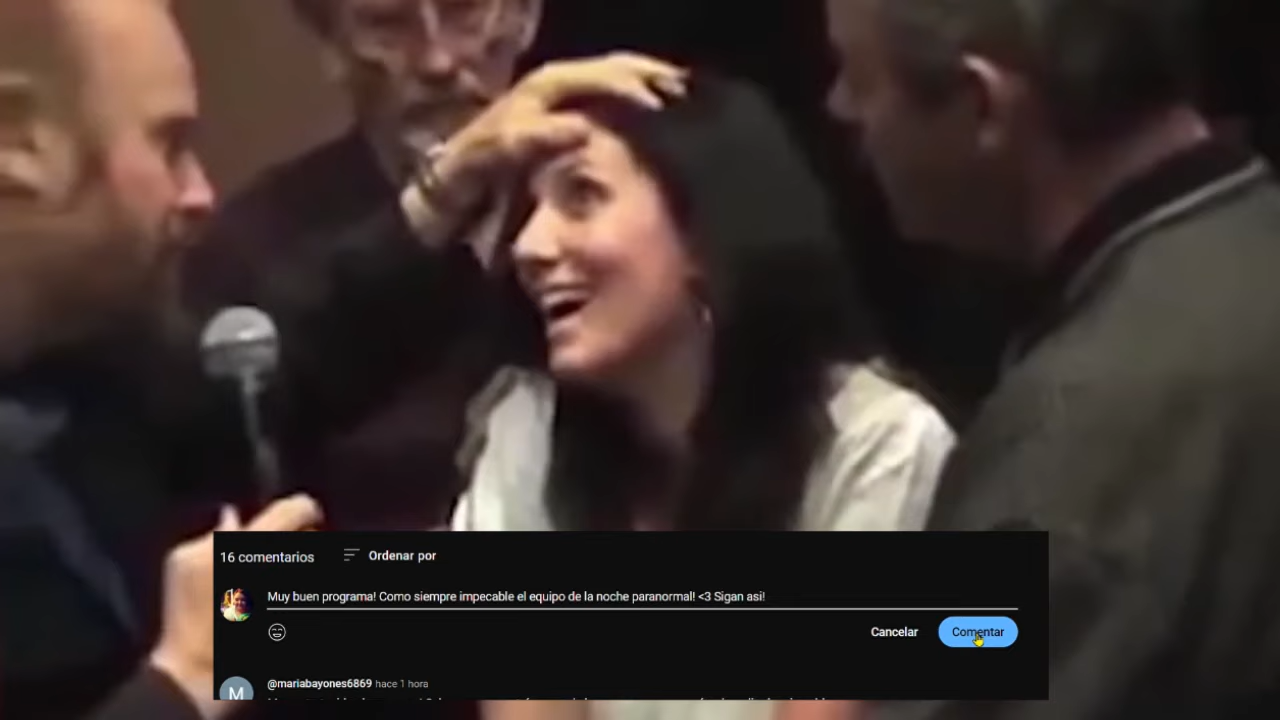 16 comentarios
Ordenar por
Muy buen programa! Como siempre impecable el equipo de la noche paranormal! <3 Sigan asi!
Cancelar
Comentar
M
@mariabayones6869 hace 1 hora